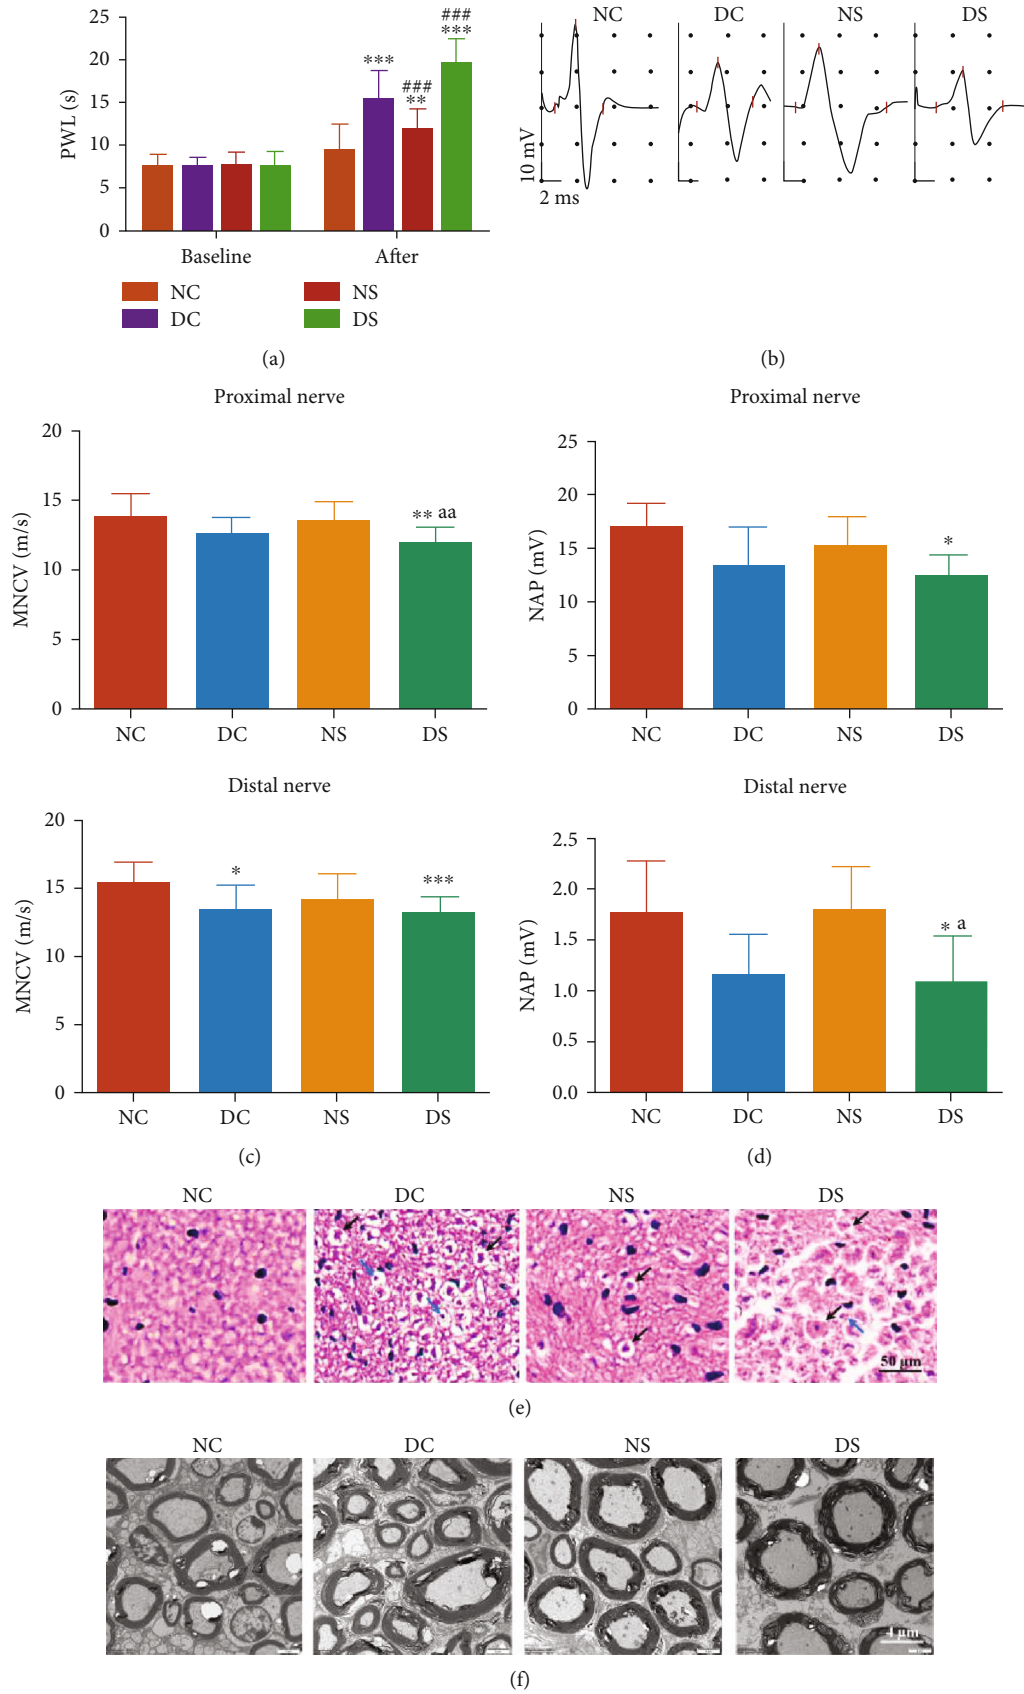 25
20
15
10
5
0
PWL (s)
***
###
**
###
***
Baseline
After
NC
DC
NS
DS
(a)
NC
DC
NS
DS
10 mV
2 ms
(b)
Proximal nerve
20
15
10
5
0
MNCV (m/s)
** aa
NC
DC
NS
DS
Proximal nerve
25
20
15
10
5
0
NAP (mV)
*
NC
DC
NS
DS
Distal nerve
20
15
10
5
0
MNCV (m/s)
*
***
NC
DC
NS
DS
(c)
Distal nerve
2.5
2.0
1.5
1.0
0.5
0.0
NAP (mV)
* a
NC
DC
NS
DS
(d)
NC
DC
NS
DS
50 μm
(e)
NC
DC
NS
DS
4 μm
(f)